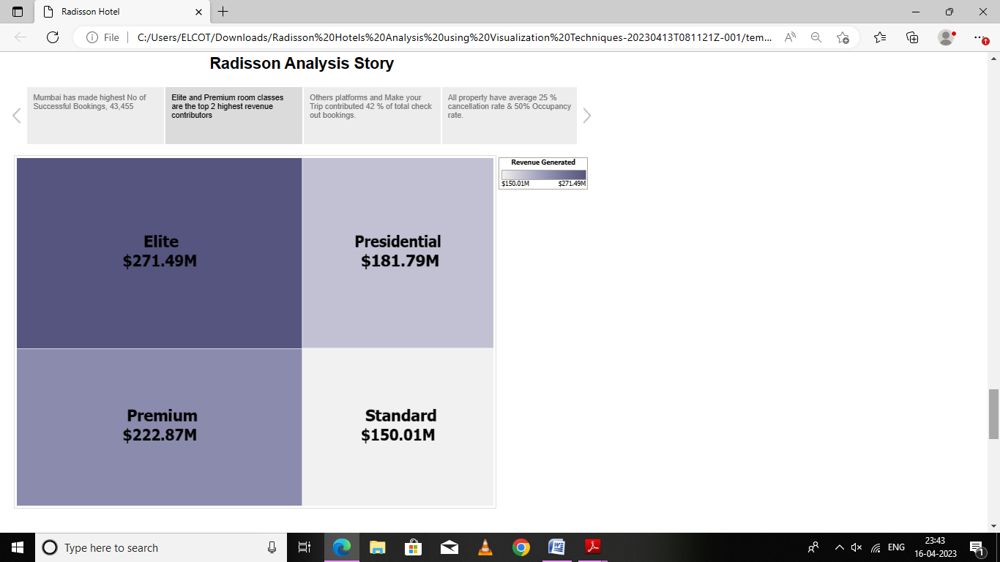 Radisson Hotel
File
C:/Users/ELCOT/Downloads/Radisson%20Hotels%20Analysis%20using%20Visualization%20Techniques-20230413T081121Z-001/tem...
Radisson Analysis Story
Mumbai has made highest No of
Successful Bookings, 43,455
Elite and Premium room classes
are the top 2 highest revenue
contributors
Others platforms and Make your
Trip contributed 42 % of total check
out bookings.
All property have average 25 %
cancellation rate & 50% Occupancy
rate.
Revenue Generated
$150.01M $271.49M
Elite
$271.49M
Presidential
$181.79M
Premium
$222.87M
Standard
$150.01M
Type here to search
ENG
23:43
16-04-2023
1